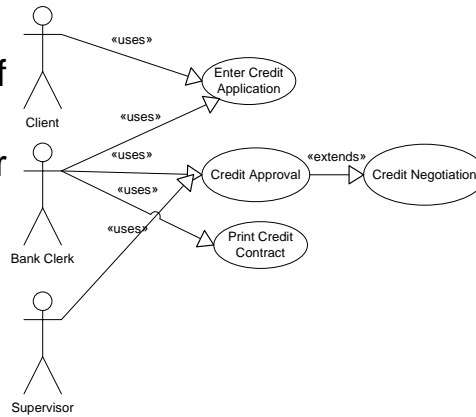 «uses»
f
Enter Credit
Application
Client
«uses»
r
«uses»
«extends»
Credit Approval
Credit Negotiation
«uses»
«uses»
Print Credit
Contract
Bank Clerk
Supervisor